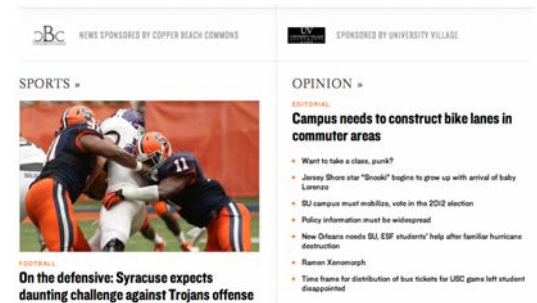 CBC NEWS SPONSORED BY COPPER BEACH COMMONS
UV SPONSORED BY UNIVERSITY VILLAGE
SPORTS »
11
FOOTBALL
On the defensive: Syracuse expects
daunting challenge against Trojans offense
OPINION »
EDITORIAL
Campus needs to construct bike lanes in
commuter areas
Want to take a class, punk?
Jersey Shore star "Snooki" begins to grow up with arrival of baby
Lorenzo
SU campus must mobilize, vote in the 2012 election
Policy information must be widespread
New Orleans needs SU, ESF students' help after familiar hurricane
destruction
Ramen Xenomorph
Time frame for distribution of bus tickets for USC game left student
disappointed